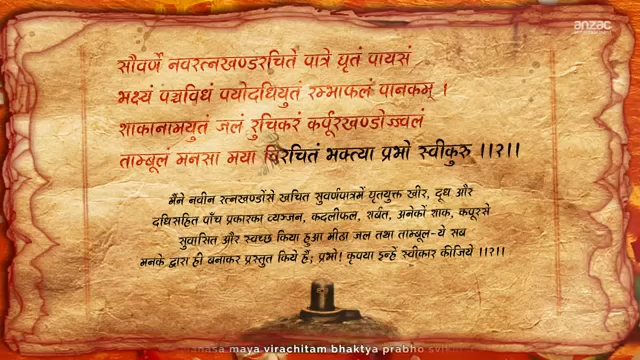 anzac
सौवर्णे नवरत्नखण्डरचिते पात्रे घृतं पायसं
भक्ष्यं पञ्चविधं पयोदधियुतं रम्भाफलं पानकम् ।
शाकानामयुतं जलं रुचिकरं कर्पूरखण्डोज्ज्वलं
ताम्बूलं मनसा मया विरचितं भक्त्या प्रभो स्वीकुरु ।।२।।
मैंने नवीन रत्नखण्डोंसे खचित सुवर्णपात्रमें घृतयुक्त खीर, दूध और
दधिसहित पाँच प्रकारका व्यञ्जन, कदलीफल, शर्बत, अनेकों शाक, कपूरसे
सुवासित और स्वच्छ किया हुआ मीठा जल तथा ताम्बूल-ये सब
मनके द्वारा ही बनाकर प्रस्तुत किये हैं; प्रभो! कृपया इन्हें स्वीकार कीजिये ।।२।।
maya virachitam bhaktya prabho